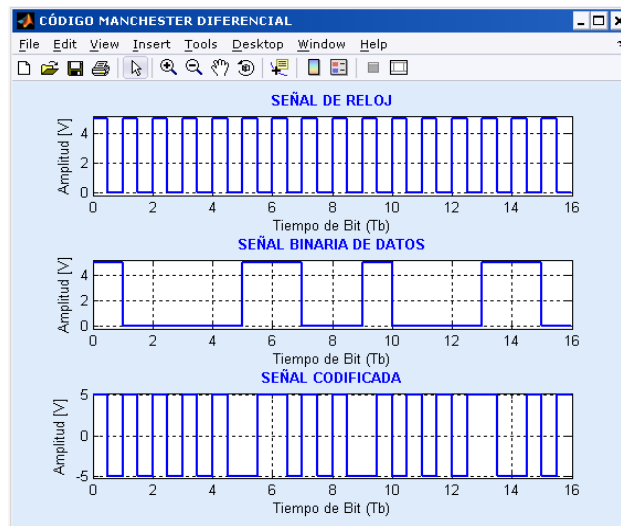 CÓDIGO MANCHESTER DIFERENCIAL
File Edit View Insert Tools Desktop Window Help
SEÑAL DE RELOJ
Amplitud [V]
4
2
0
0 2 4 6 8 10 12 14 16
Tiempo de Bit (Tb)
SEÑAL BINARIA DE DATOS
Amplitud [V]
4
2
0
0 2 4 6 8 10 12 14 16
Tiempo de Bit (Tb)
SEÑAL CODIFICADA
Amplitud [V]
5
0
-5
0 2 4 6 8 10 12 14 16
Tiempo de Bit (Tb)